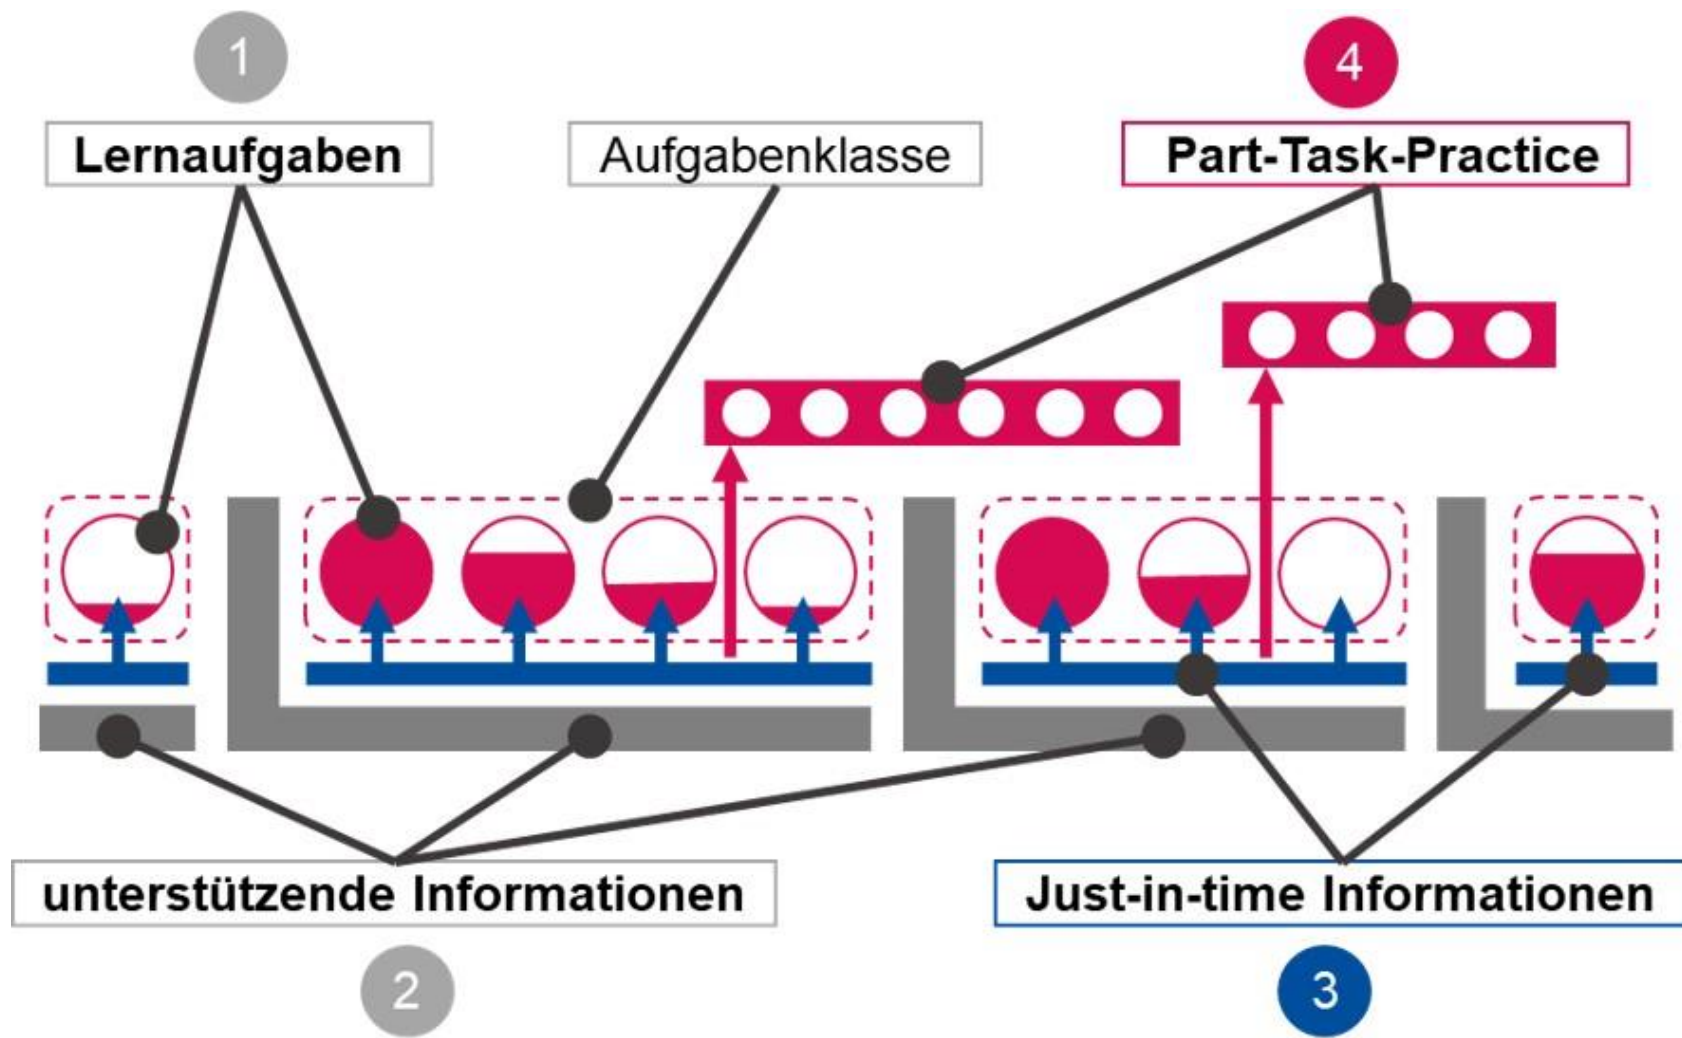 1
4
Lernaufgaben
Aufgabenklasse
Part-Task-Practice
unterstützende Informationen
Just-in-time Informationen
2
3